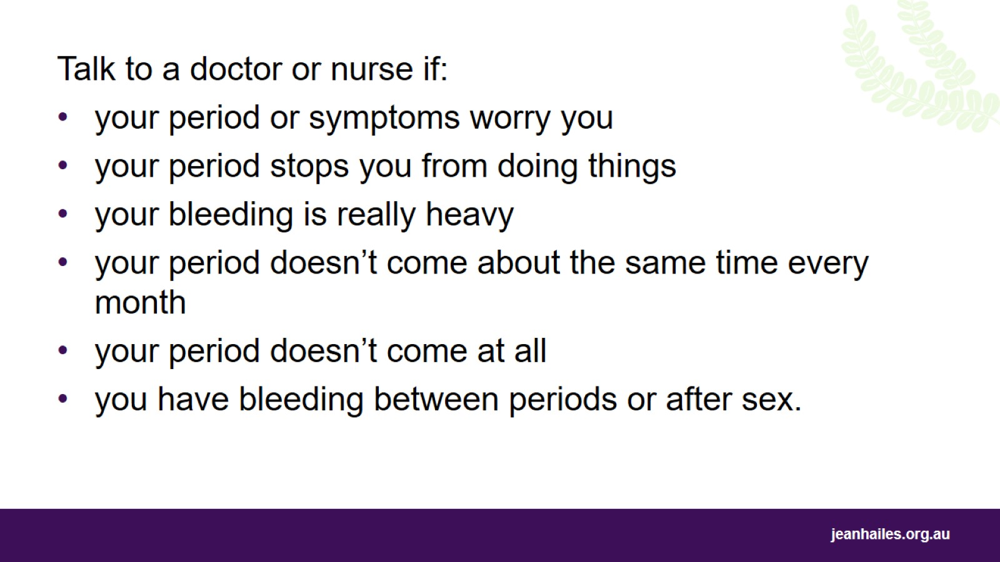 Talk to a doctor or nurse if:
• your period or symptoms worry you
• your period stops you from doing things
• your bleeding is really heavy
• your period doesn’t come about the same time every
month
• your period doesn’t come at all
• you have bleeding between periods or after sex.
jeanhailes.org.au